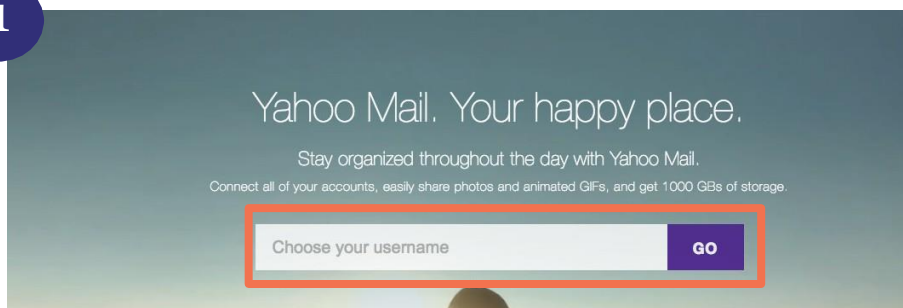 1
Yahoo Mail. Your happy place.
Stay organized throughout the day with Yahoo Mail.
Connect all of your accounts, easily share photos and animated GIFs, and get 1000 GBs of storage.
Choose your username
GO